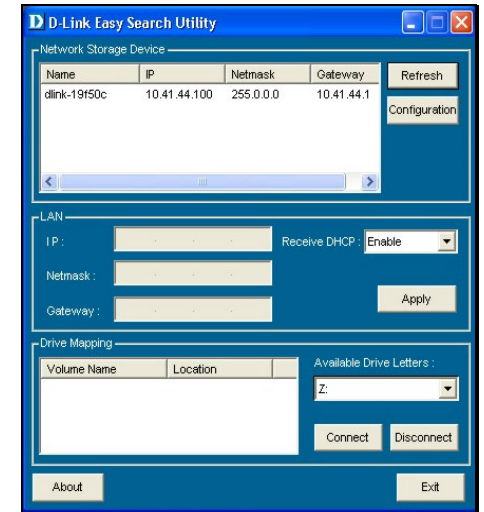 D D-Link Easy Search Utility
Network Storage Device
Name IP Netmask Gateway
dlink-19f50c 10.41.44.100 255.0.0.0 10.41.44.1
Refresh
Configuration
LAN
IP :
Receive DHCP : Enable
Netmask :
Gateway :
Apply
Drive Mapping
Volume Name Location
Available Drive Letters :
Z:
Connect Disconnect
About Exit